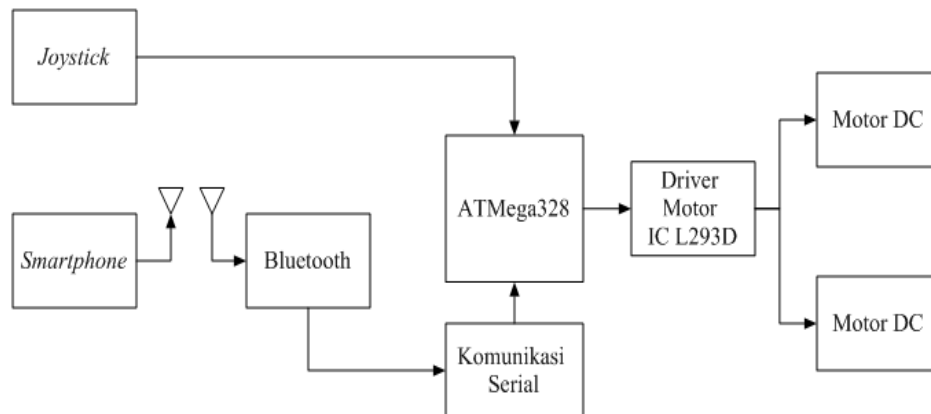 Joystick
Motor DC
ATMega328
Driver
Motor
IC L293D
Smartphone
Bluetooth
Motor DC
Komunikasi
Serial